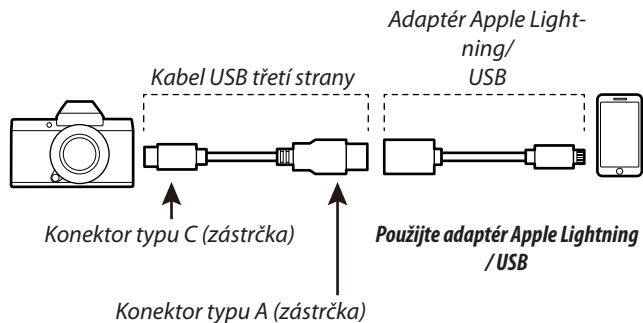 Adaptér Apple Light-
ning/
USB
Kabel USB třetí strany
Konektor typu C (zástrčka)
Použijte adaptér Apple Lightning
/ USB
Konektor typu A (zástrčka)